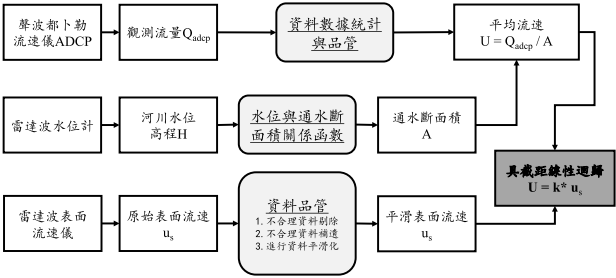 聲波都卜勒
流速儀ADCP
觀測流量Qadcp
資料數據統計
與品管
平均流速
U = Qadcp / A
雷達波水位計
河川水位
高程H
水位與通水斷
面積關係函數
通水斷面積
A
具截距線性迴歸
U = k* us
雷達波表面
流速儀
原始表面流速
us
資料品管
1. 不合理資料剔除
2. 不合理資料補遺
3. 進行資料平滑化
平滑表面流速
us